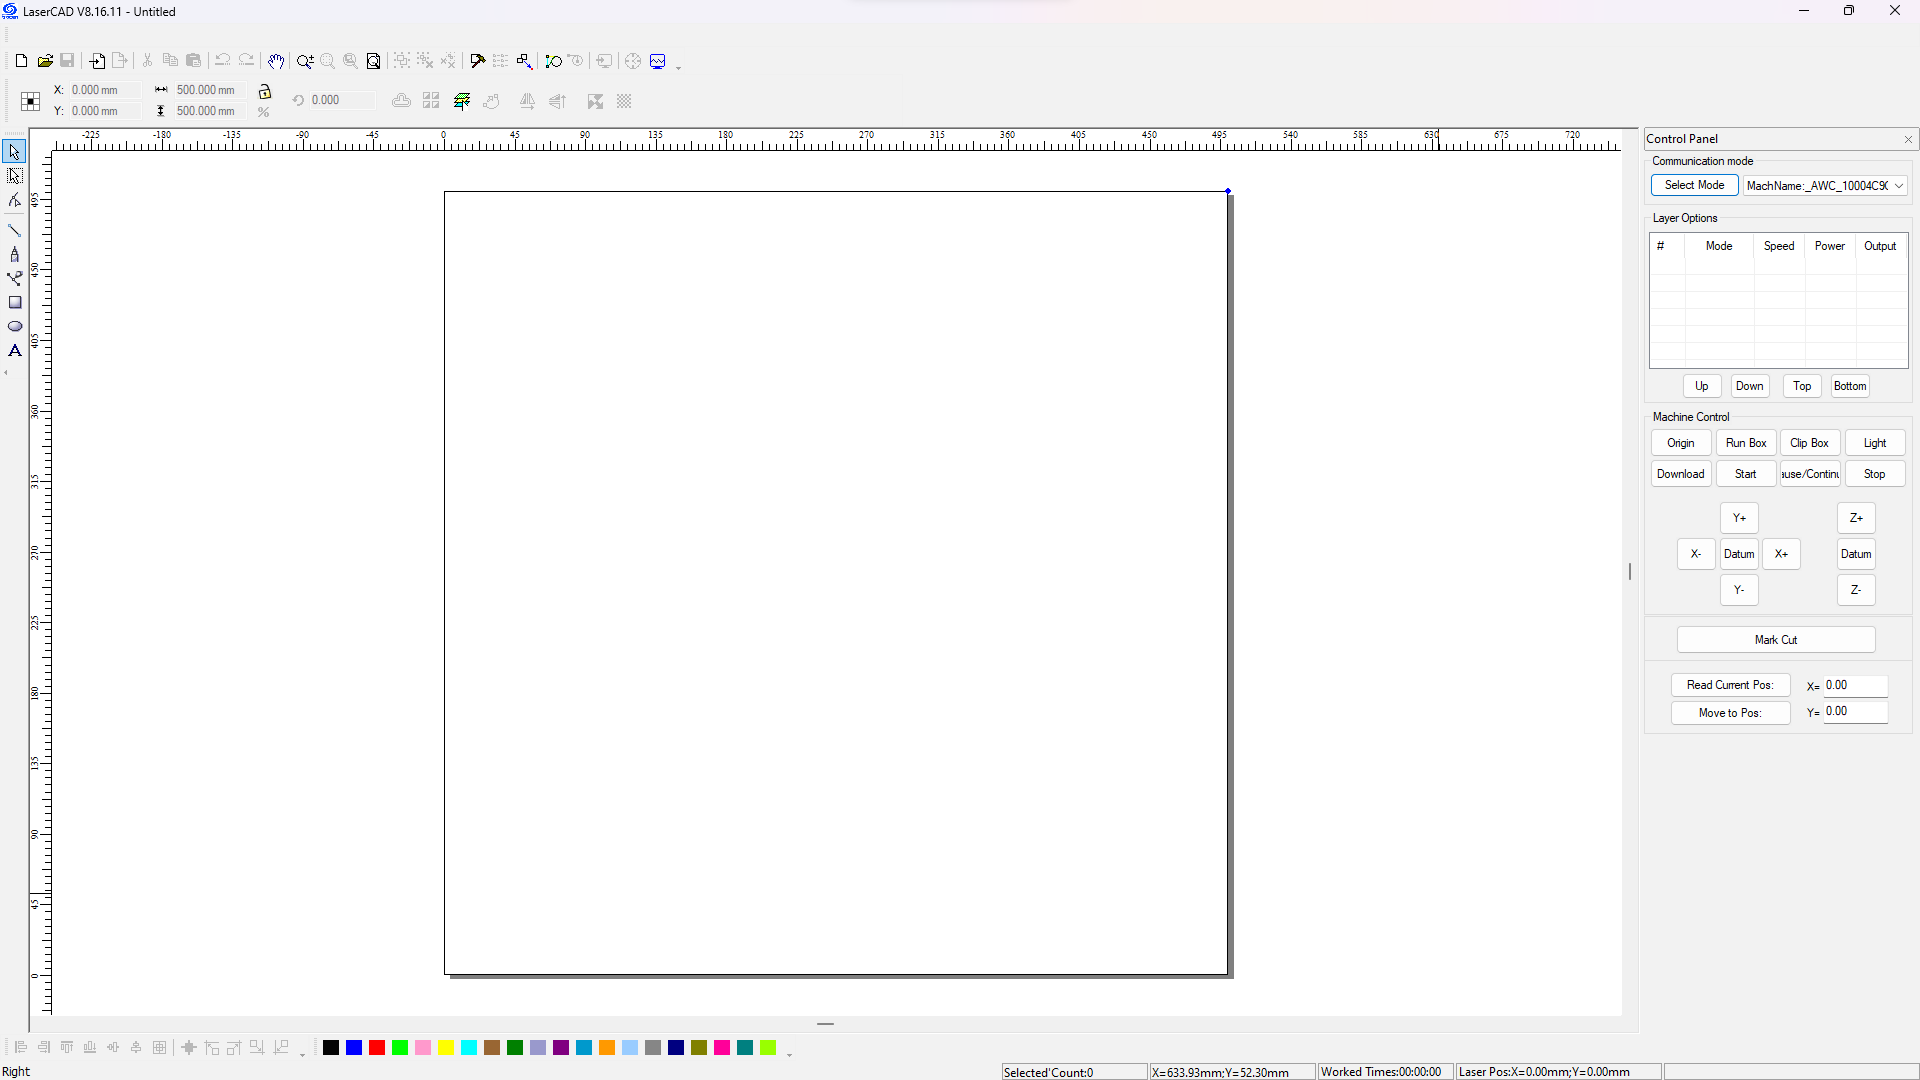 LaserCAD V8.16.11 - Untitled
X: 0.000 mm 500.000 mm 0.000
Y: 0.000 mm 500.000 mm %
-225 -180 -135 -90 -45 0 45 90 135 180 225 270 315 360 405 450 495 540 585 630 675 720
495
450
405
360
315
270
225
180
135
90
45
0
A
Control Panel
Communication mode
Select Mode MachName:_AWC_10004C9(
Layer Options
# Mode Speed Power Output
Up Down Top Bottom
Machine Control
Origin Run Box Clip Box Light
Download Start ause/Continu Stop
Y+ Z+
X- Datum X+ Datum
Y- Z-
Mark Cut
Read Current Pos: X= 0.00
Move to Pos: Y= 0.00
Right Selected'Count:0 X=633.93mm;Y=52.30mm Worked Times:00:00:00 Laser Pos:X=0.00mm;Y=0.00mm